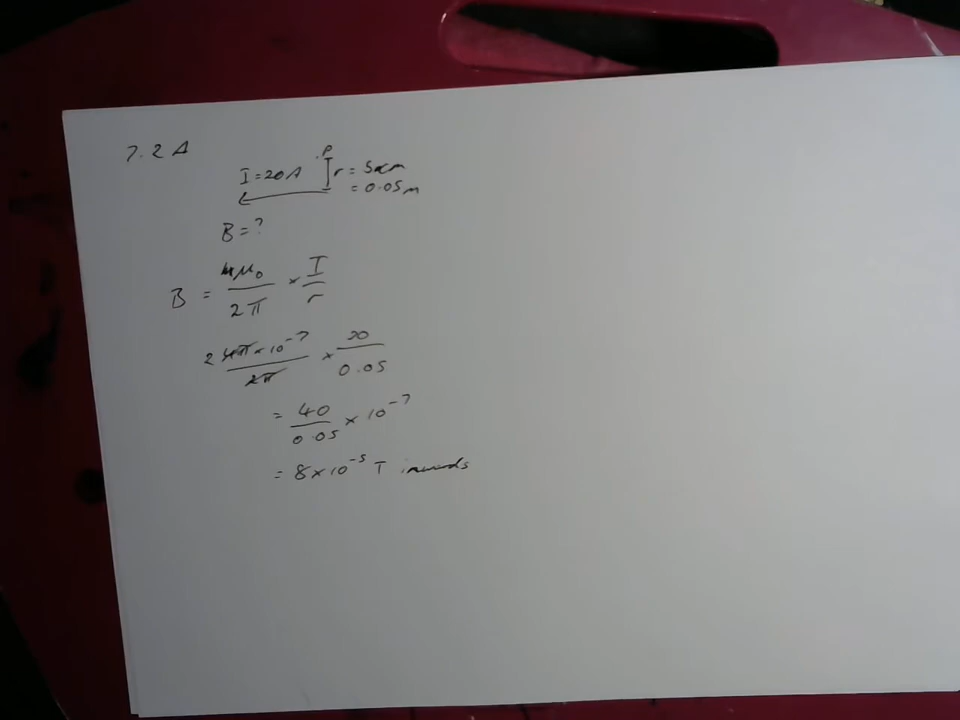 7.2 A
.P
I = 20A r = 5cm
= 0.05m
B = ?
B = μ₀/2π × I/r
2 4π × 10⁻⁷/2π × 20/0.05
= 40/0.05 × 10⁻⁷
= 8×10⁻⁵ T inwards